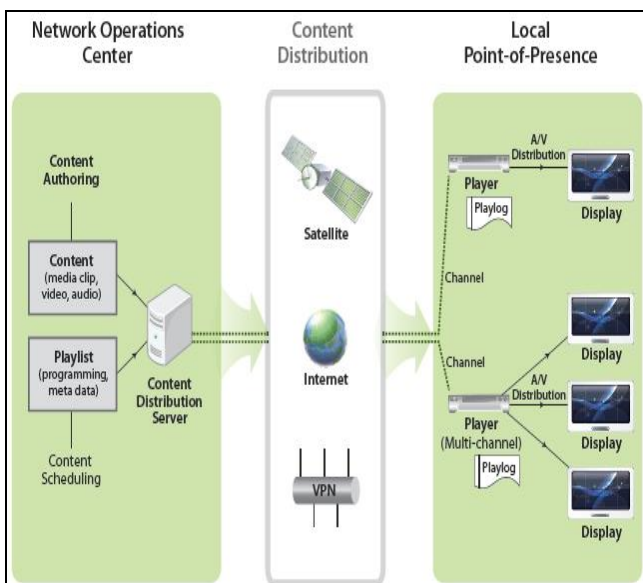 Network Operations
Center
Content
Distribution
Local
Point-of-Presence
Content
Authoring
Content
(media clip,
video, audio)
Playlist
(programming,
meta data)
Content
Scheduling
Content
Distribution
Server
Satellite
Internet
VPN
Channel
Channel
A/V
Distribution
Player
Playlog
Display
Display
A/V
Distribution
Player
(Multi-channel)
Playlog
Display
Display